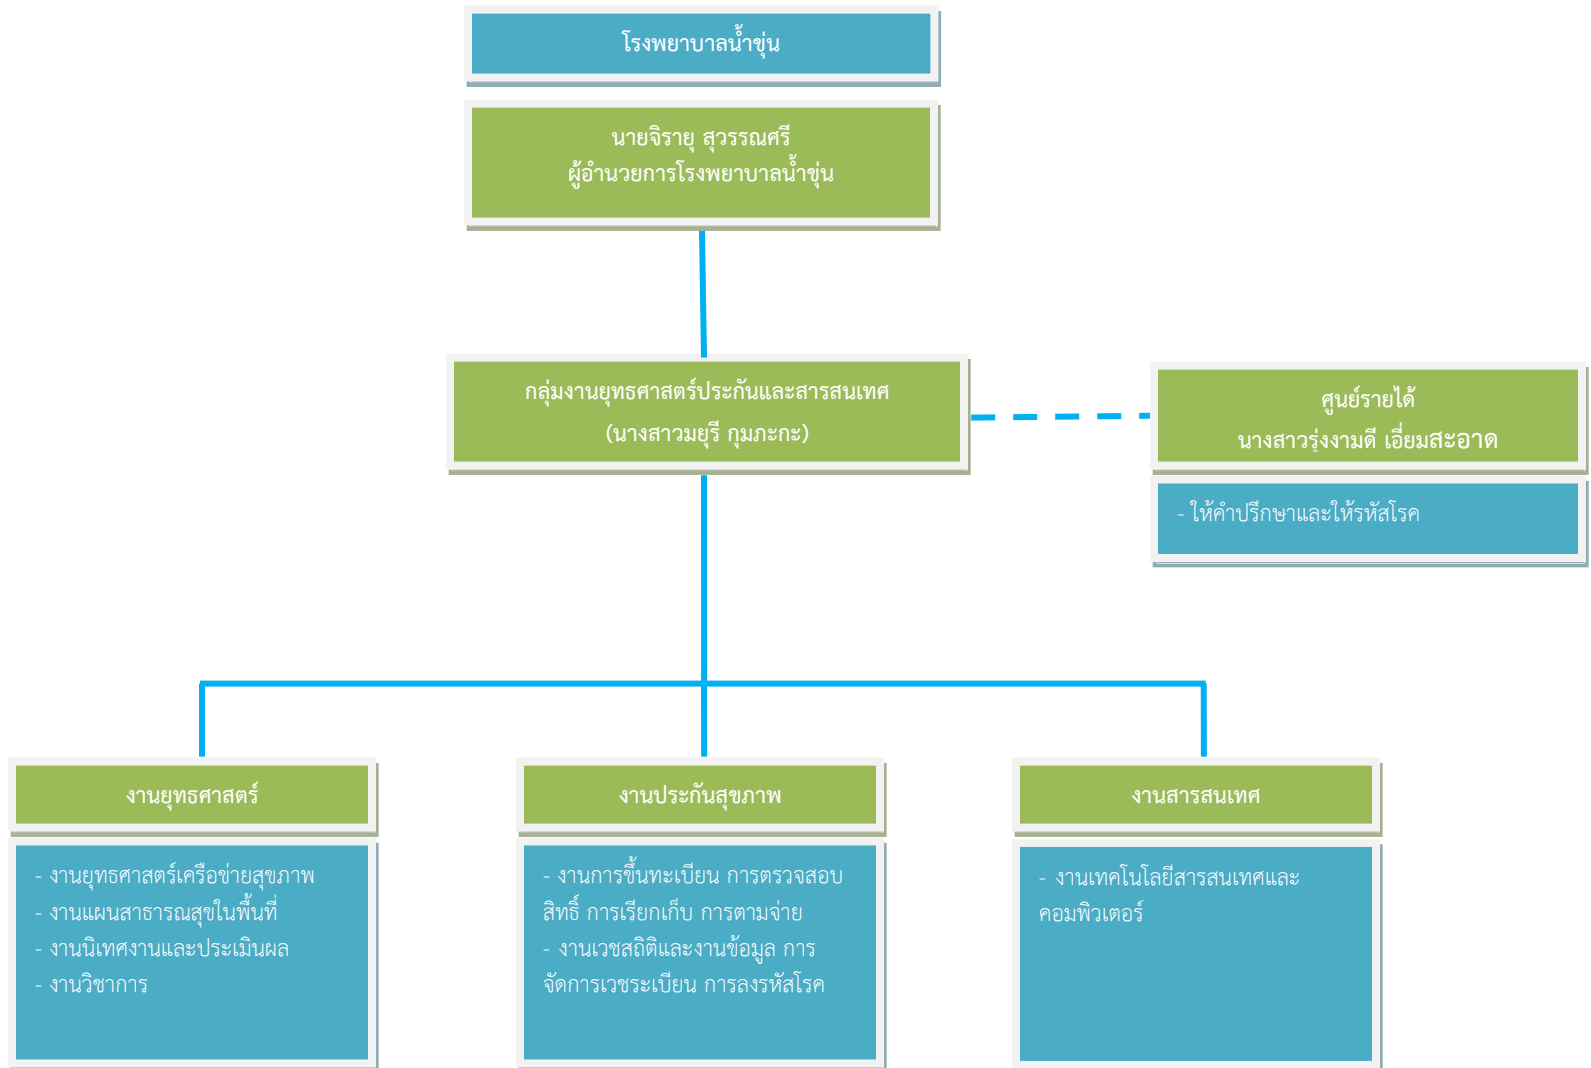 โรงพยาบาลน้ำขุ่น
นายจิรายุ สุวรรณศรี
ผู้อำนวยการโรงพยาบาลน้ำขุ่น
กลุ่มงานยุทธศาสตร์ประกันและสารสนเทศ
(นางสาวมยุรี กุมภะกะ)
ศูนย์รายได้
นางสาวรุ่งงามดี เอี่ยมสะอาด
- ให้คำปรึกษาและให้รหัสโรค
งานยุทธศาสตร์
- งานยุทธศาสตร์เครือข่ายสุขภาพ
- งานแผนสาธารณสุขในพื้นที่
- งานนิเทศงานและประเมินผล
- งานวิชาการ
งานประกันสุขภาพ
- งานการขึ้นทะเบียน การตรวจสอบ
สิทธิ์ การเรียกเก็บ การตามจ่าย
- งานเวชสถิติและงานข้อมูล การ
จัดการเวชระเบียน การลงรหัสโรค
งานสารสนเทศ
- งานเทคโนโลยีสารสนเทศและ
คอมพิวเตอร์